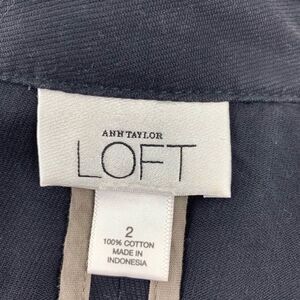 ANN TAYLOR
LOFT
2
100% COTTON
MADE IN
INDONESIA